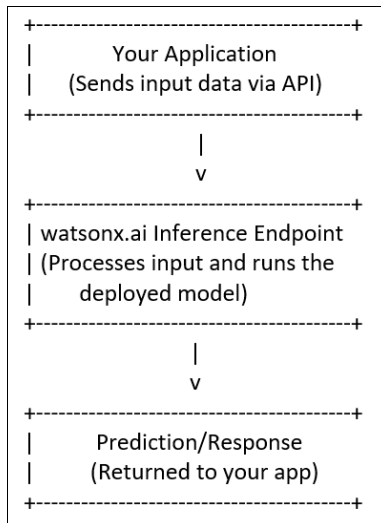 +------------------------------------------+
| Your Application
| (Sends input data via API)
+------------------------------------------+
|
v
+------------------------------------------+
| watsonx.ai Inference Endpoint
| (Processes input and runs the
| deployed model)
+------------------------------------------+
|
v
+------------------------------------------+
| Prediction/Response
| (Returned to your app)
+------------------------------------------+